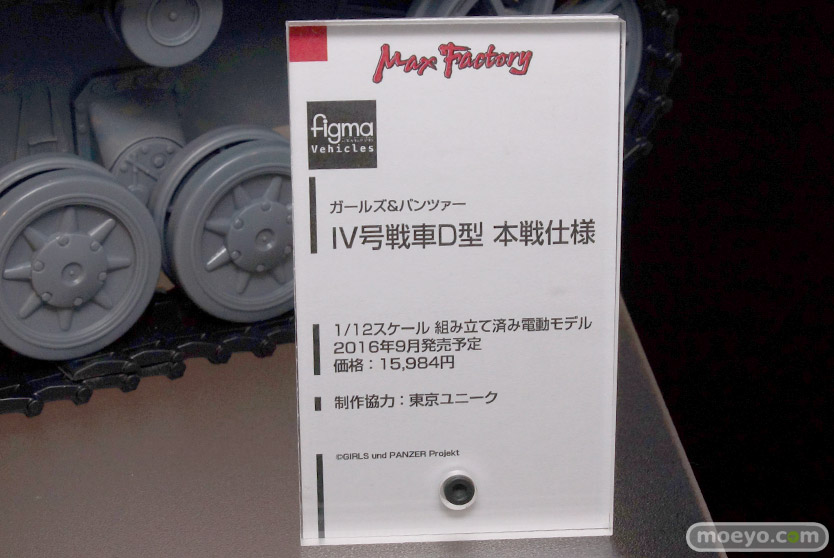 Max Factory
figma
Vehicles
ガールズ&パンツァー
IV号戦車D型 本戦仕様
1/12スケール 組み立て済み電動モデル
2016年9月発売予定
価格：15,984円
制作協力：東京ユニーク
©GIRLS und PANZER Projekt
moeyo.com